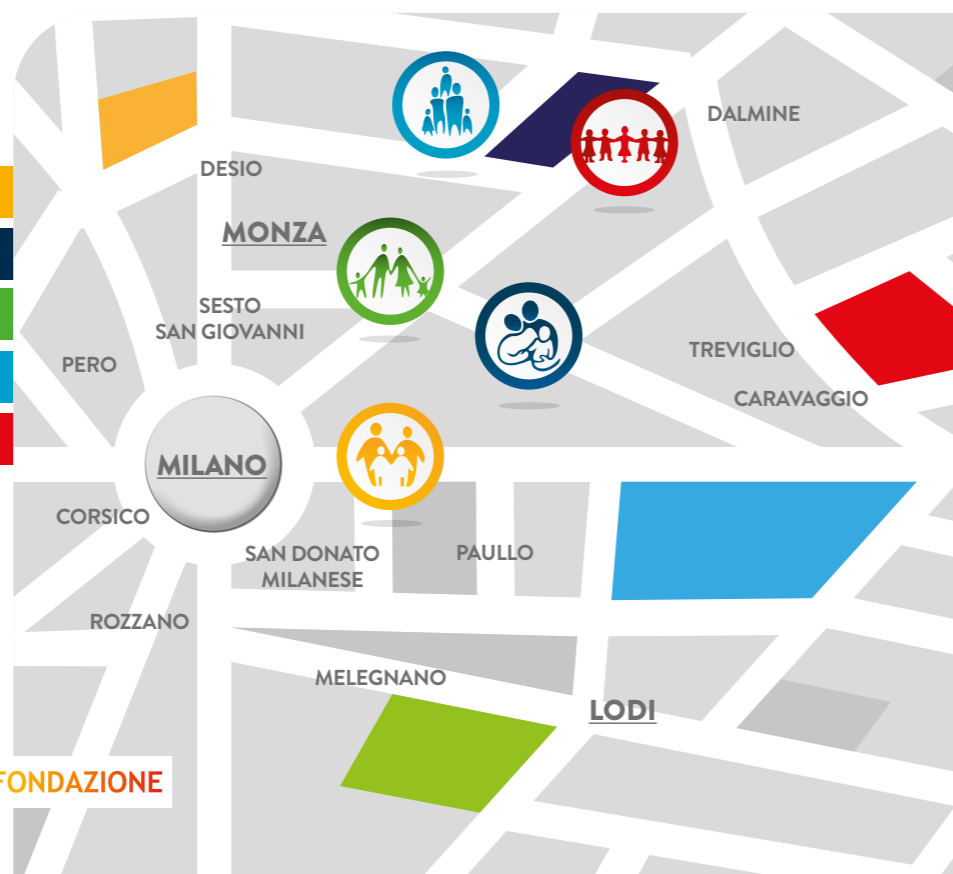 DALMINE
DESIO
MONZA
SESTO
SAN GIOVANNI
TREVIGLIO
PERO
CARAVAGGIO
MILANO
CORSICO
SAN DONATO
MILANESE
PAULLO
ROZZANO
MELEGNANO
LODI
FONDAZIONE